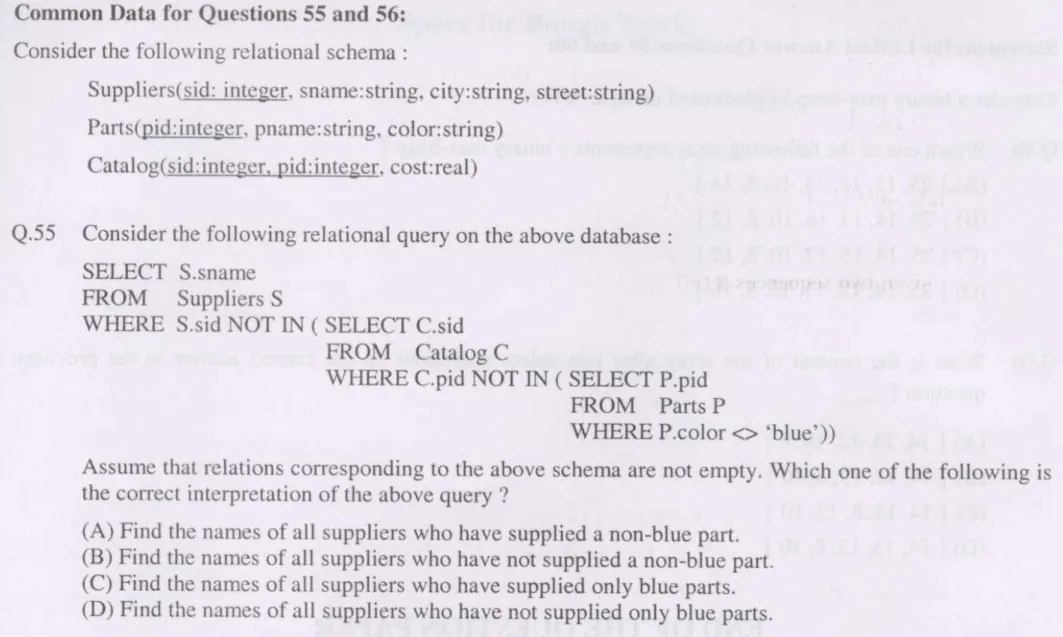 Common Data for Questions 55 and 56:
Consider the following relational schema :
Suppliers(sid: integer, sname:string, city:string, street:string)
Parts(pid:integer, pname:string, color:string)
Catalog(sid:integer, pid:integer, cost:real)
Q.55 Consider the following relational query on the above database :
SELECT S.sname
FROM Suppliers S
WHERE S.sid NOT IN ( SELECT C.sid
FROM Catalog C
WHERE C.pid NOT IN ( SELECT P.pid
FROM Parts P
WHERE P.color <> ‘blue’))
Assume that relations corresponding to the above schema are not empty. Which one of the following is
the correct interpretation of the above query ?
(A) Find the names of all suppliers who have supplied a non-blue part.
(B) Find the names of all suppliers who have not supplied a non-blue part.
(C) Find the names of all suppliers who have supplied only blue parts.
(D) Find the names of all suppliers who have not supplied only blue parts.